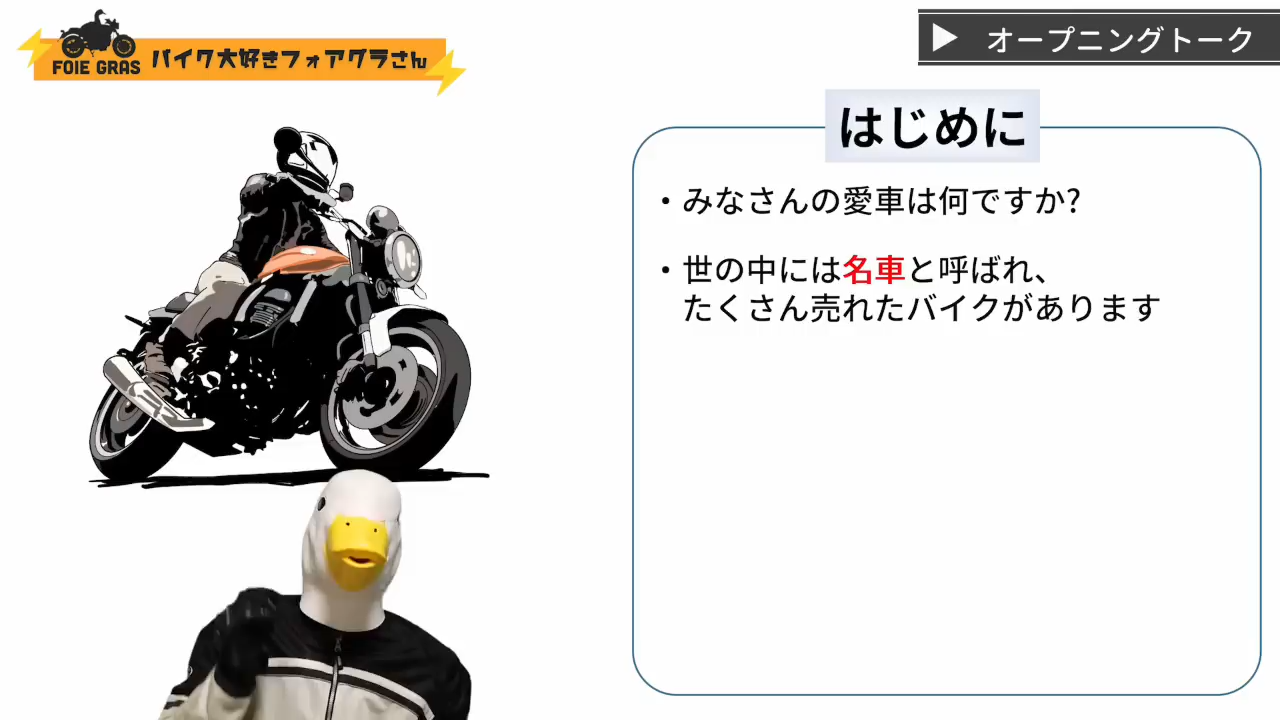 FOIE GRAS バイク大好きフォアグラさん
オープニングトーク
はじめに
・みなさんの愛車は何ですか?
・世の中には名車と呼ばれ、
たくさん売れたバイクがあります